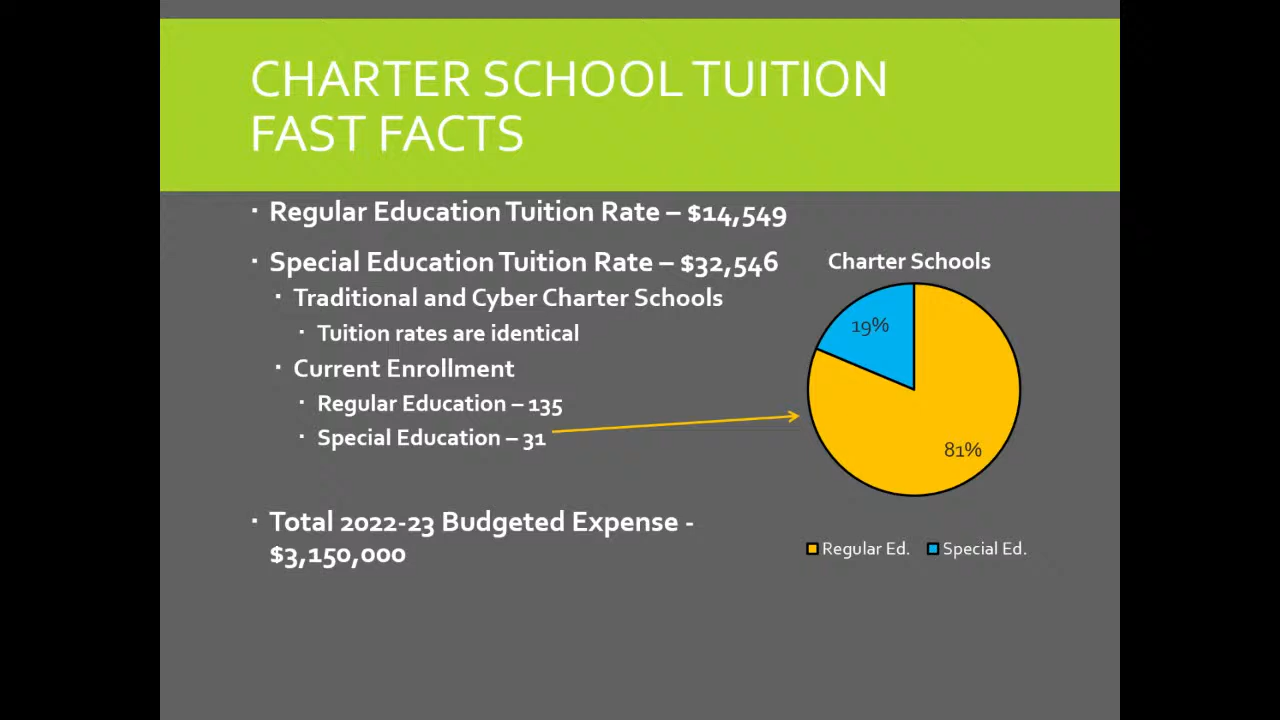 CHARTER SCHOOL TUITION
FAST FACTS
▪ Regular Education Tuition Rate – $14,549
▪ Special Education Tuition Rate – $32,546
▪ Traditional and Cyber Charter Schools
▪ Tuition rates are identical
▪ Current Enrollment
▪ Regular Education – 135
▪ Special Education – 31
▪ Total 2022-23 Budgeted Expense -
$3,150,000
Charter Schools
19%
81%
Regular Ed. Special Ed.